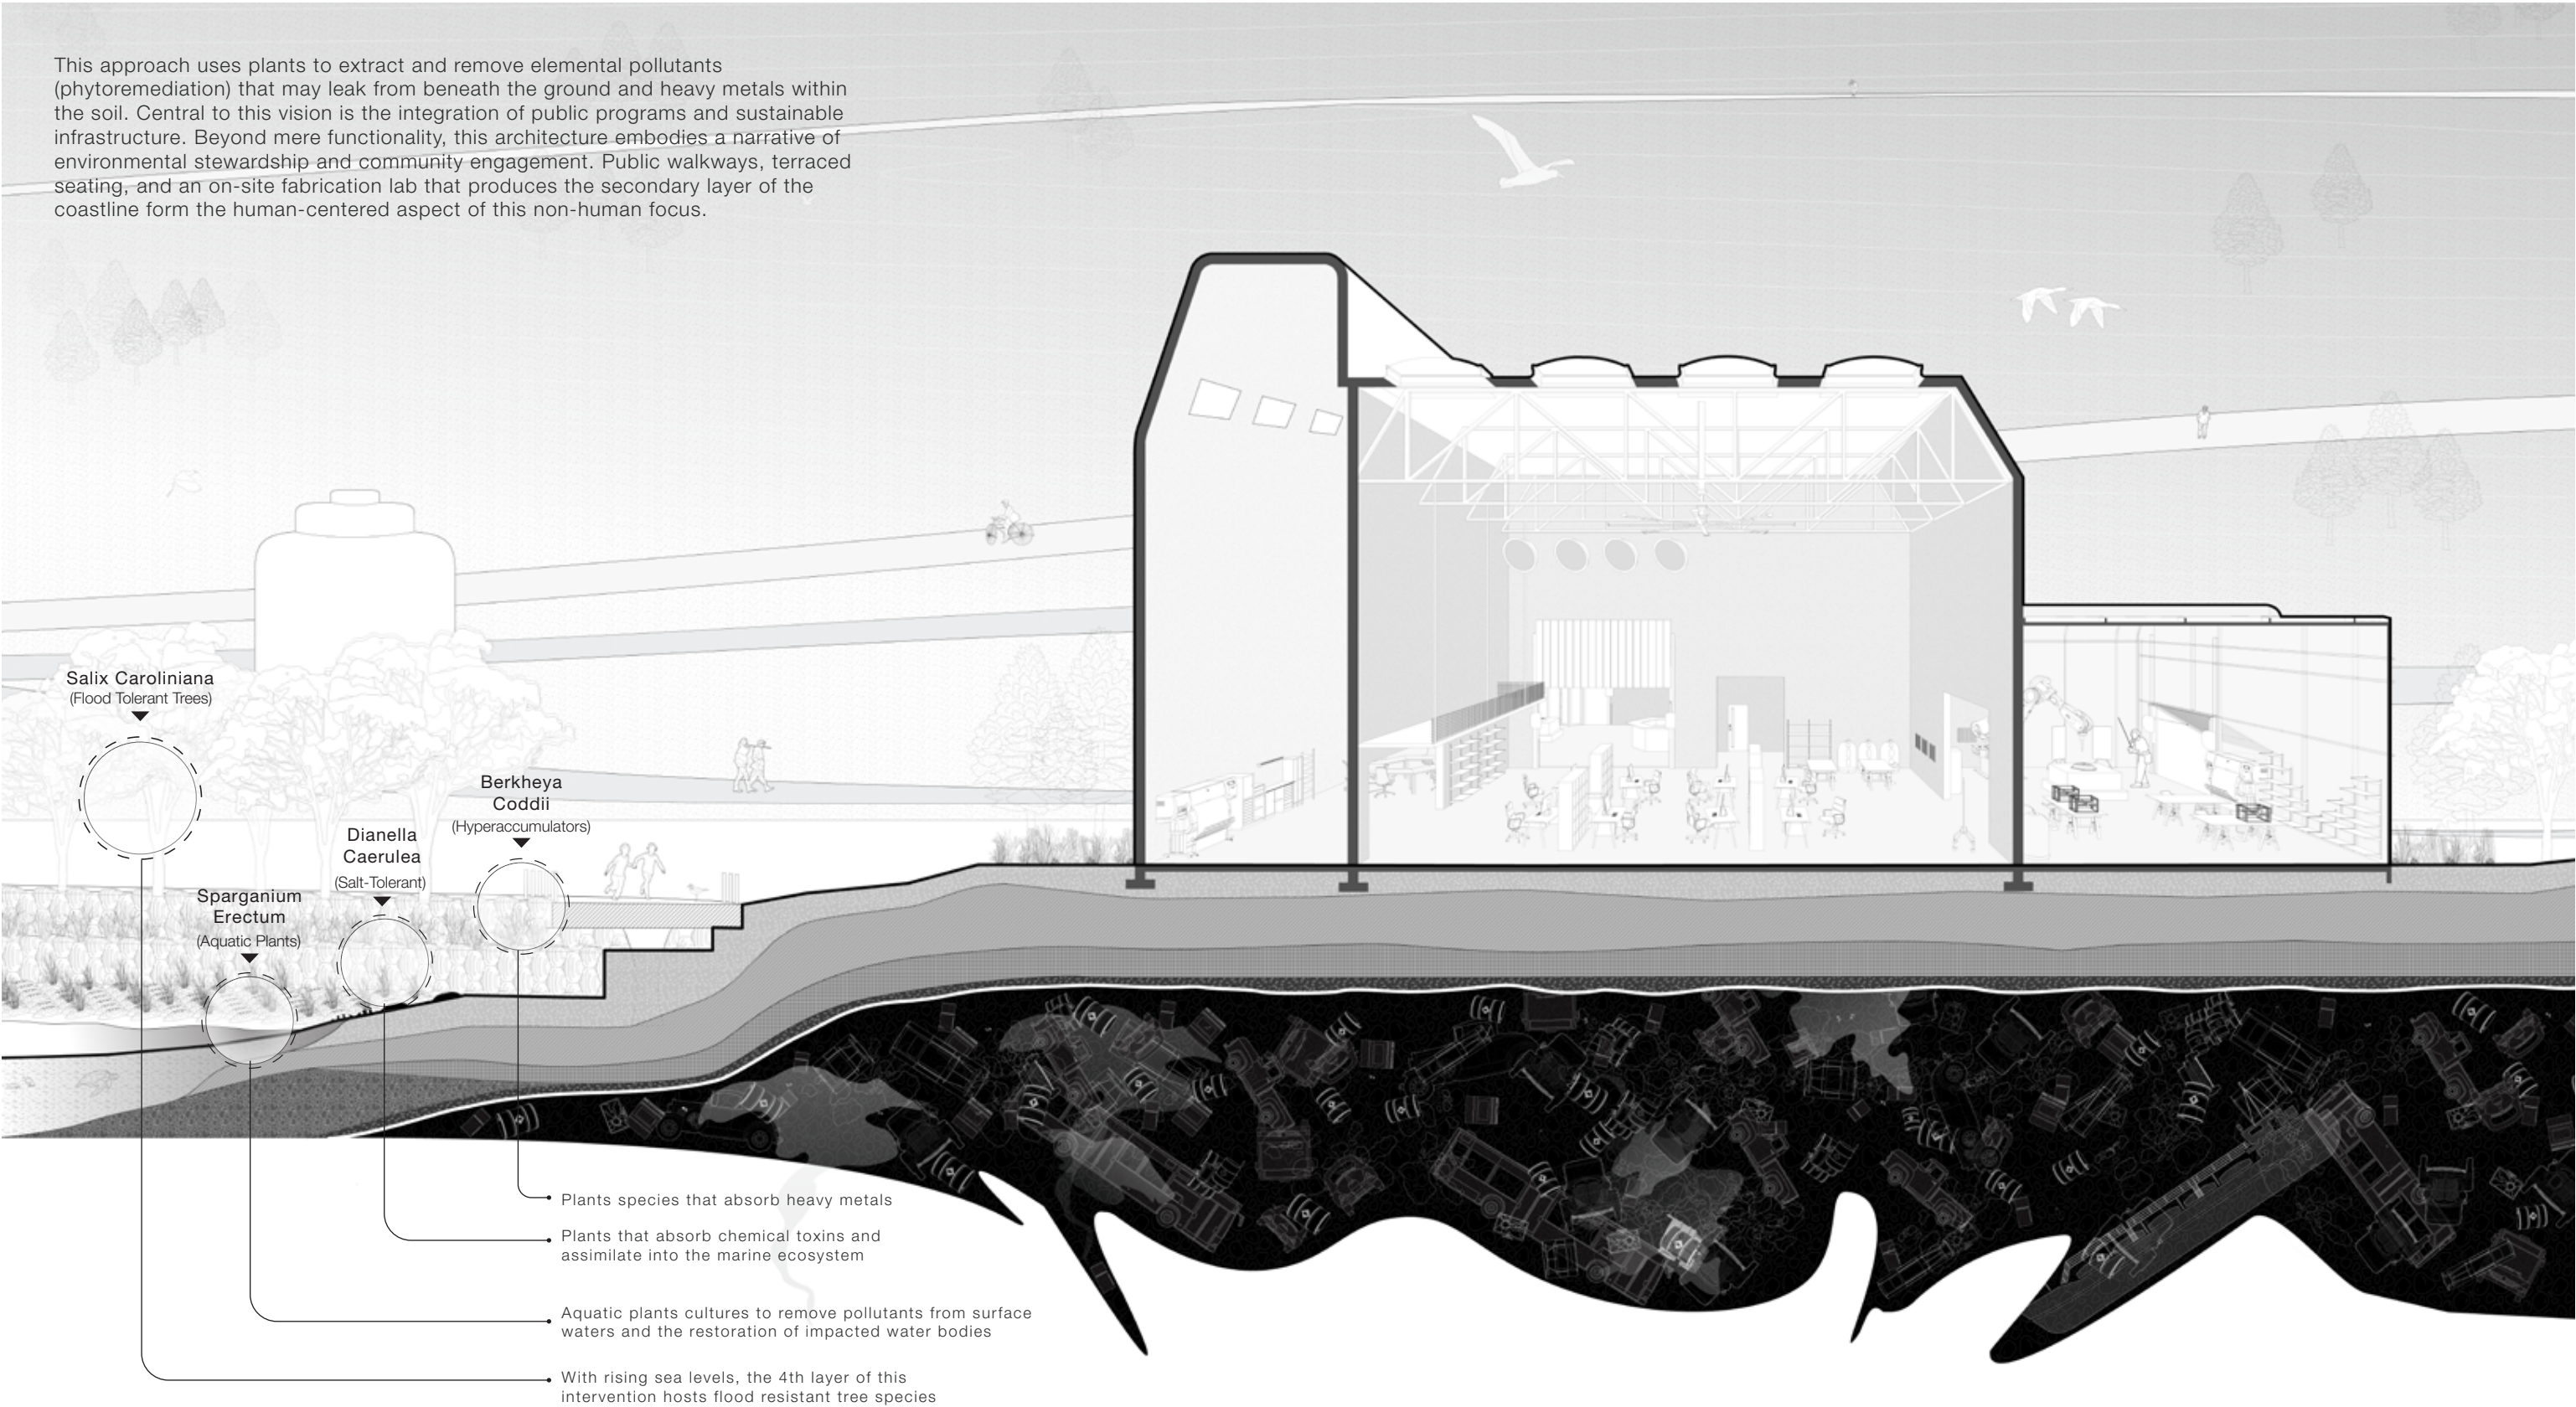 This approach uses plants to extract and remove elemental pollutants
(phytoremediation) that may leak from beneath the ground and heavy metals within
the soil. Central to this vision is the integration of public programs and sustainable
infrastructure. Beyond mere functionality, this architecture embodies a narrative of
environmental stewardship and community engagement. Public walkways, terraced
seating, and an on-site fabrication lab that produces the secondary layer of the
coastline form the human-centered aspect of this non-human focus.
Salix Caroliniana
(Flood Tolerant Trees)
Berkheya
Coddii
(Hyperaccumulators)
Dianella
Caerulea
(Salt-Tolerant)
Sparganium
Erectum
(Aquatic Plants)
Plants species that absorb heavy metals
Plants that absorb chemical toxins and
assimilate into the marine ecosystem
Aquatic plants cultures to remove pollutants from surface
waters and the restoration of impacted water bodies
With rising sea levels, the 4th layer of this
intervention hosts flood resistant tree species